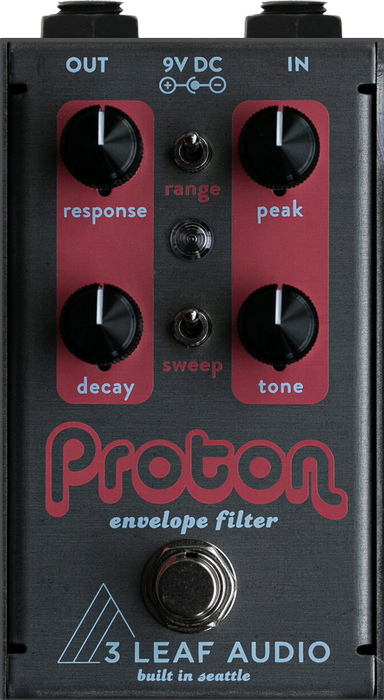 OUT 9V DC IN
+ -
range
response peak
sweep
decay tone
Proton
envelope filter
3 LEAF AUDIO
built in seattle